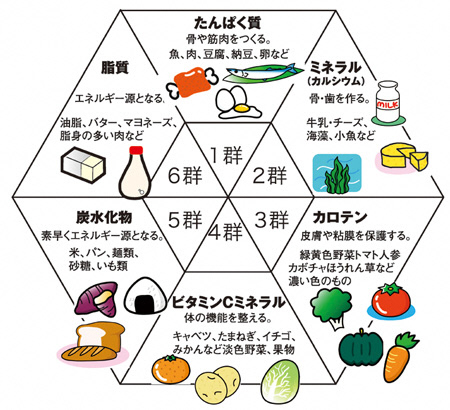 たんぱく質
骨や筋肉をつくる。
魚、肉、豆腐、納豆、卵など
ミネラル
(カルシウム)
骨・歯を作る。
牛乳・チーズ、
海藻、小魚など
MILK
脂質
エネルギー源となる。
油脂、バター、マヨネーズ、
脂身の多い肉など
1群
2群
3群
4群
5群
6群
カロテン
皮膚や粘膜を保護する。
緑黄色野菜トマト人参
カボチャほうれん草など
濃い色のもの
ビタミンCミネラル
体の機能を整える。
キャベツ、たまねぎ、イチゴ、
みかんなど淡色野菜、果物
炭水化物
素早くエネルギー源となる。
米、パン、麺類、
砂糖、いも類